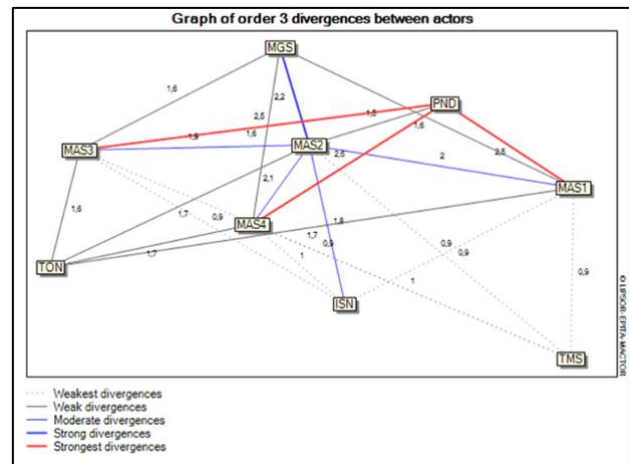 Graph of order 3 divergences between actors
MGS
1,6
2,2
PND
2,5
1,6
1,6
1,9
1,6
MAS3
MAS2
2,6
2
2,5
2,1
MAS1
1,6
1,7
0,9
MAS4
1,8
1,7
0,9
0,9
0,9
1,7
1
1
0,9
TON
ISN
TMS
© LIPSOR-EPITA-MACTOR
Weakest divergences
Weak divergences
Moderate divergences
Strong divergences
Strongest divergences